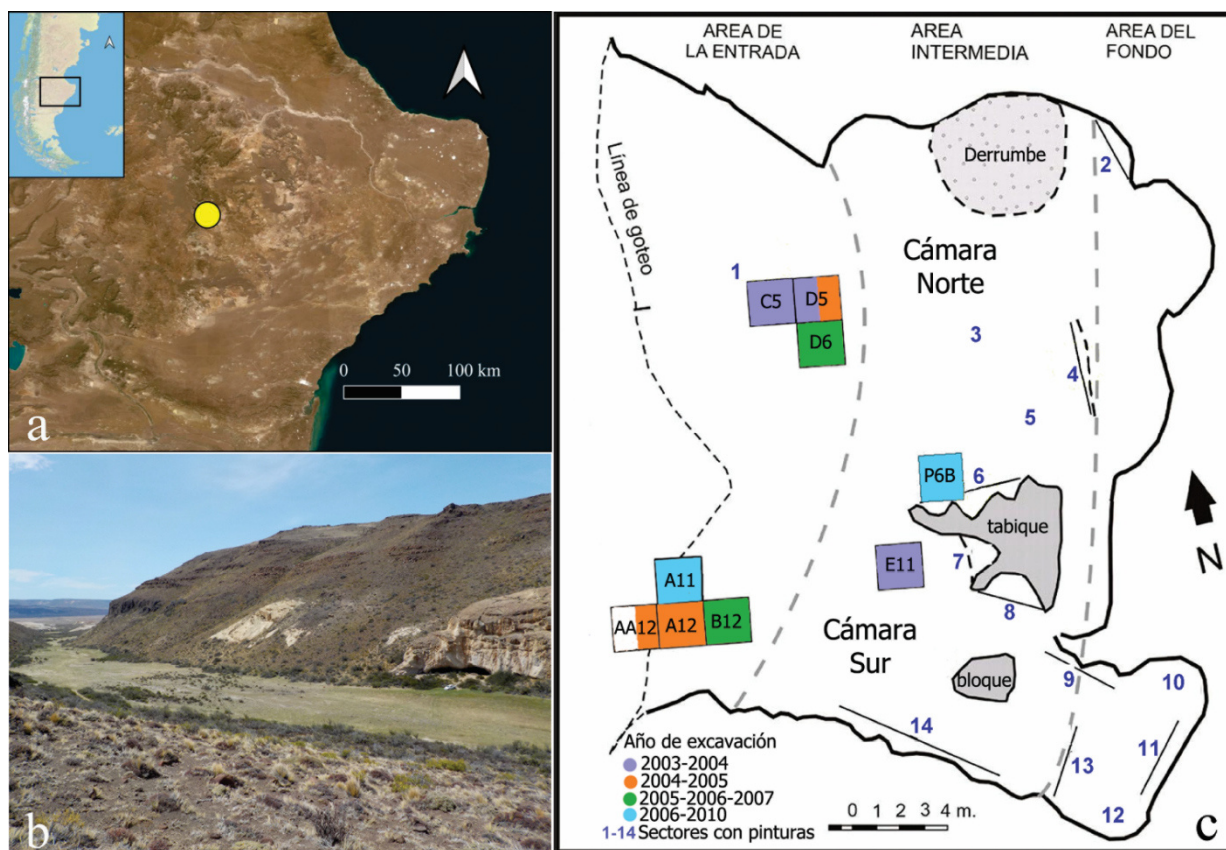 a
0 50 100 km
b
AREA DE
LA ENTRADA
AREA
INTERMEDIA
AREA DEL
FONDO
Línea de goteo
Derrumbe
2
Cámara
Norte
1
C5
D5
D6
3
4
5
P6B
6
tabique
E11
7
8
A11
AA12
A12
B12
Cámara
Sur
bloque
9
10
14
13
11
12
N
Año de excavación
2003-2004
2004-2005
2005-2006-2007
2006-2010
1-14 Sectores con pinturas
0 1 2 3 4 m.
c